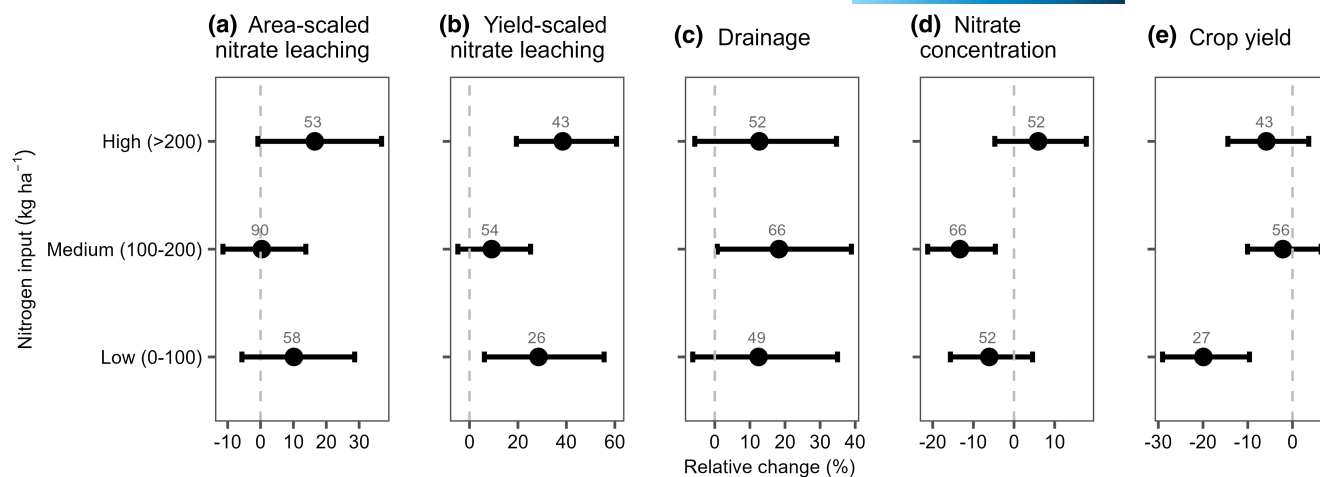 (a) Area-scaled
nitrate leaching
(b) Yield-scaled
nitrate leaching
(c) Drainage
(d) Nitrate
concentration
(e) Crop yield
Nitrogen input (kg ha⁻¹)
High (>200)
53
43
52
52
43
Medium (100-200)
90
54
66
66
56
Low (0-100)
58
26
49
52
27
-10 0 10 20 30
0 20 40 60
0 10 20 30 40
-20 -10 0 10
-30 -20 -10 0
Relative change (%)